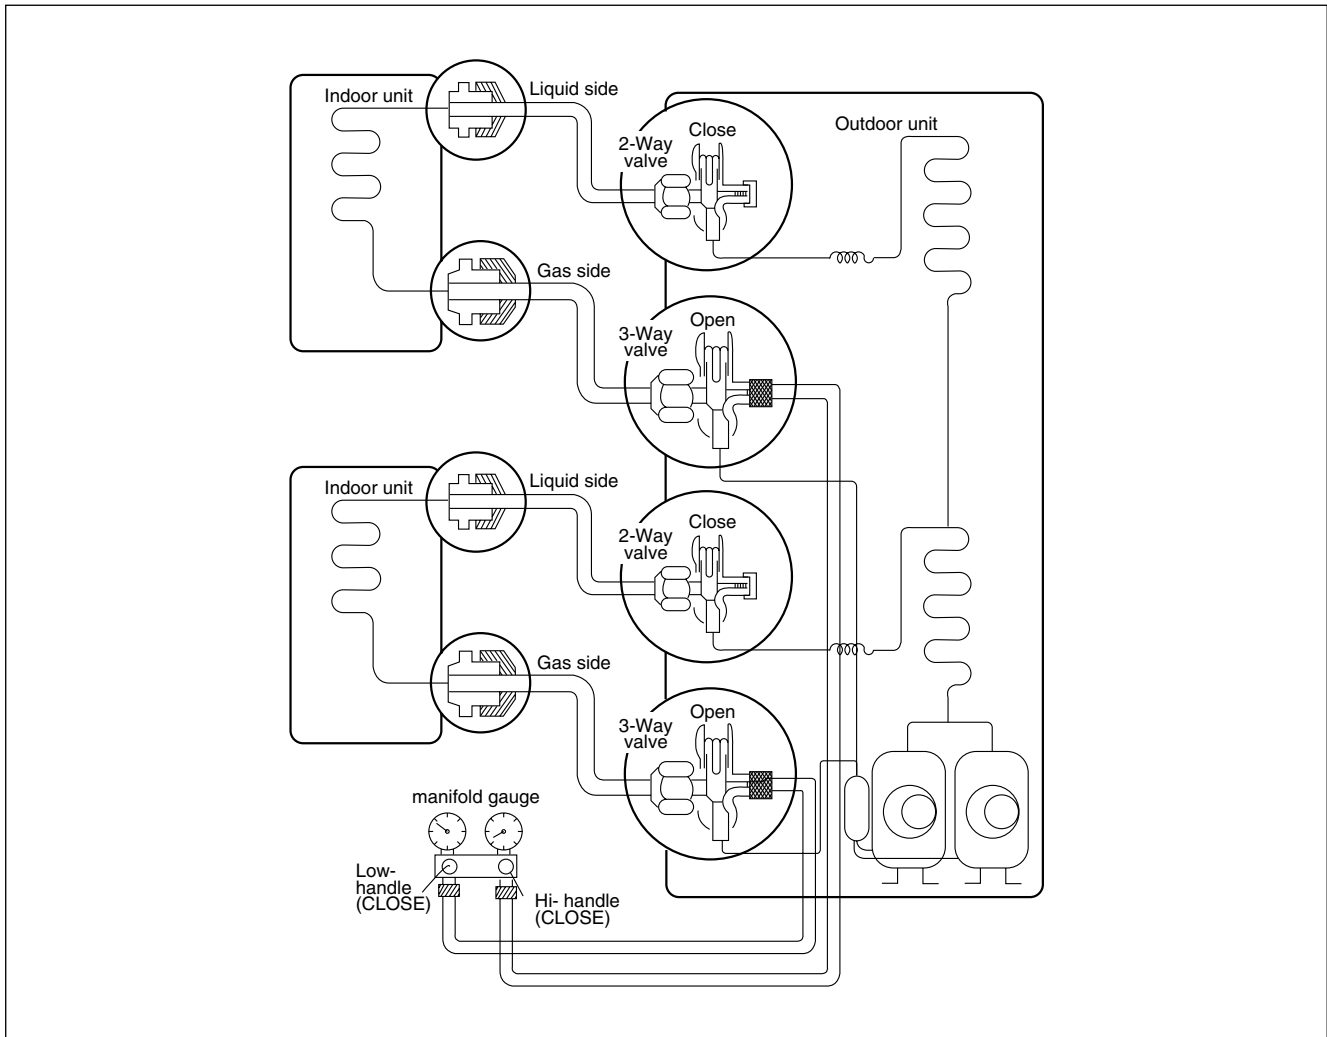 Indoor unit
Liquid side
2-Way
valve
Close
Outdoor unit
Gas side
3-Way
valve
Open
Indoor unit
Liquid side
2-Way
valve
Close
Gas side
3-Way
valve
Open
manifold gauge
Low-
handle
(CLOSE)
Hi- handle
(CLOSE)